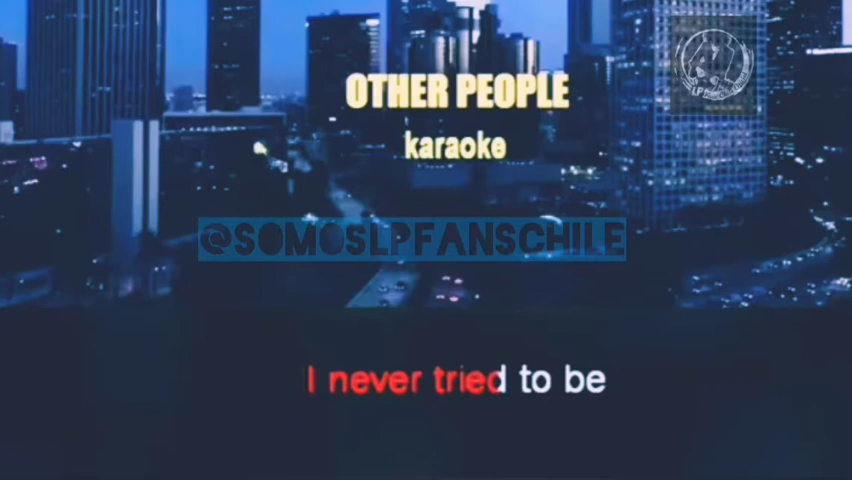 OTHER PEOPLE
karaoke
@SOMOSLPFANSCHILE
I never tried to be